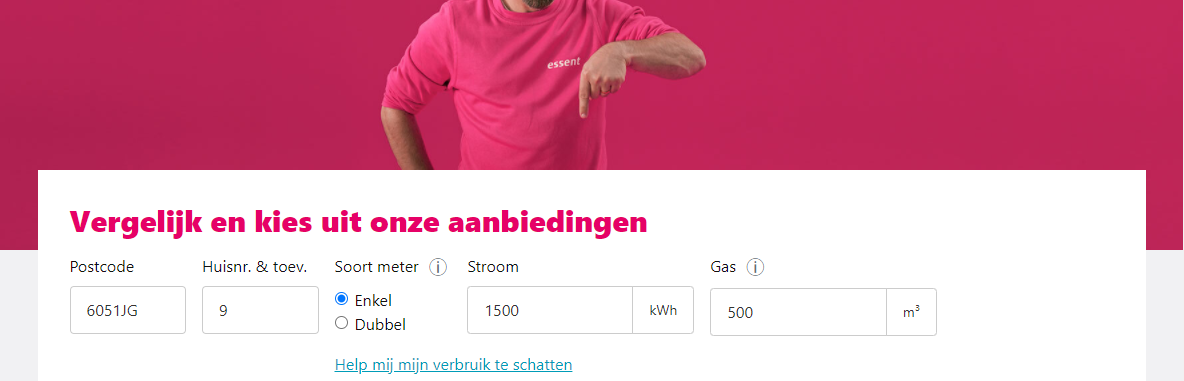 essent
Vergelijk en kies uit onze aanbiedingen
Postcode Huisnr. & toev. Soort meter i Stroom Gas i
6051JG 9 Enkel 1500 kWh 500 m³
Dubbel
Help mij mijn verbruik te schatten